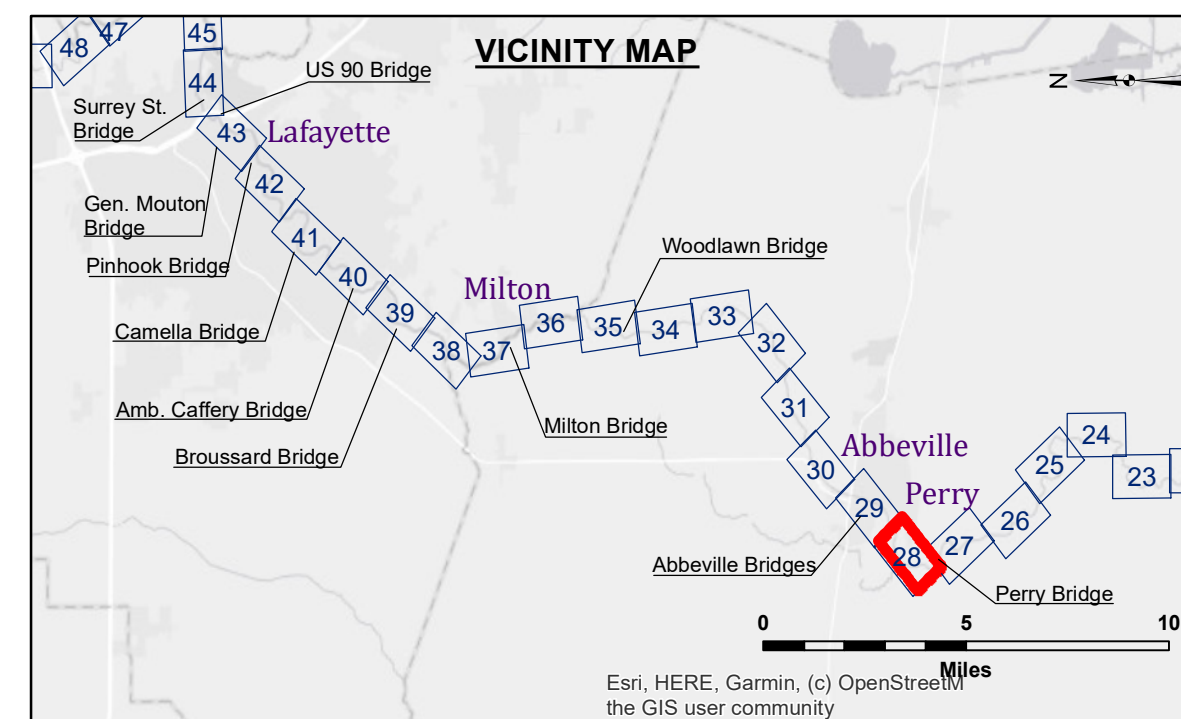 VICINITY MAP
45
47
48
44
US 90 Bridge
N
Surrey St.
Bridge
43
Lafayette
42
Gen. Mouton
Bridge
Pinhook Bridge
41
40
Woodlawn Bridge
Milton
39
36
35
34
33
Camella Bridge
38
37
32
Amb. Caffery Bridge
Milton Bridge
31
24
Broussard Bridge
Abbeville
30
25
23
Perry
29
26
28
27
Abbeville Bridges
Perry Bridge
0 5 10
Miles
Esri, HERE, Garmin, (c) OpenStreetM
the GIS user community